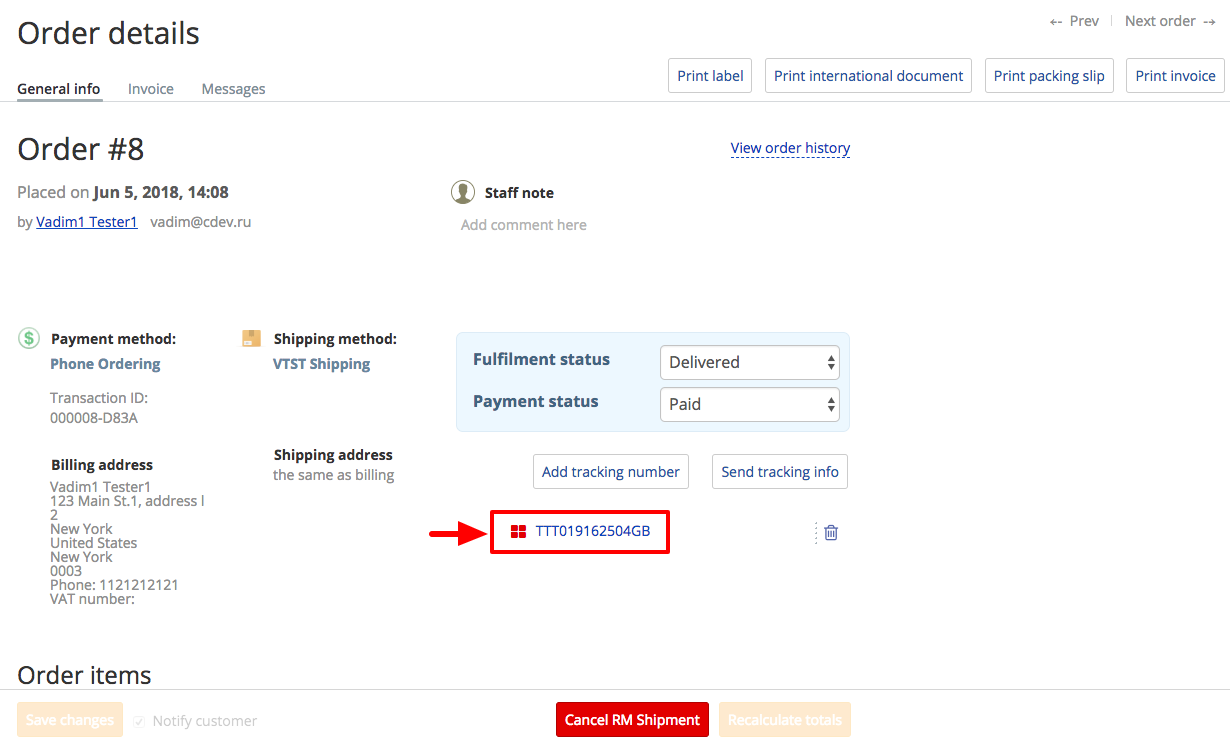 Order details
← Prev | Next order →
General info Invoice Messages
Print label Print international document Print packing slip Print invoice
Order #8
View order history
Placed on Jun 5, 2018, 14:08
by Vadim1 Tester1 vadim@cdev.ru
Staff note
Add comment here
$ Payment method:
Phone Ordering
Transaction ID:
000008-D83A
Billing address
Vadim1 Tester1
123 Main St.1, address l
2
New York
United States
New York
0003
Phone: 1121212121
VAT number:
Shipping method:
VTST Shipping
Shipping address
the same as billing
Fulfilment status Delivered
Payment status Paid
Add tracking number Send tracking info
TTT019162504GB
Order items
Save changes Notify customer Cancel RM Shipment Recalculate totals